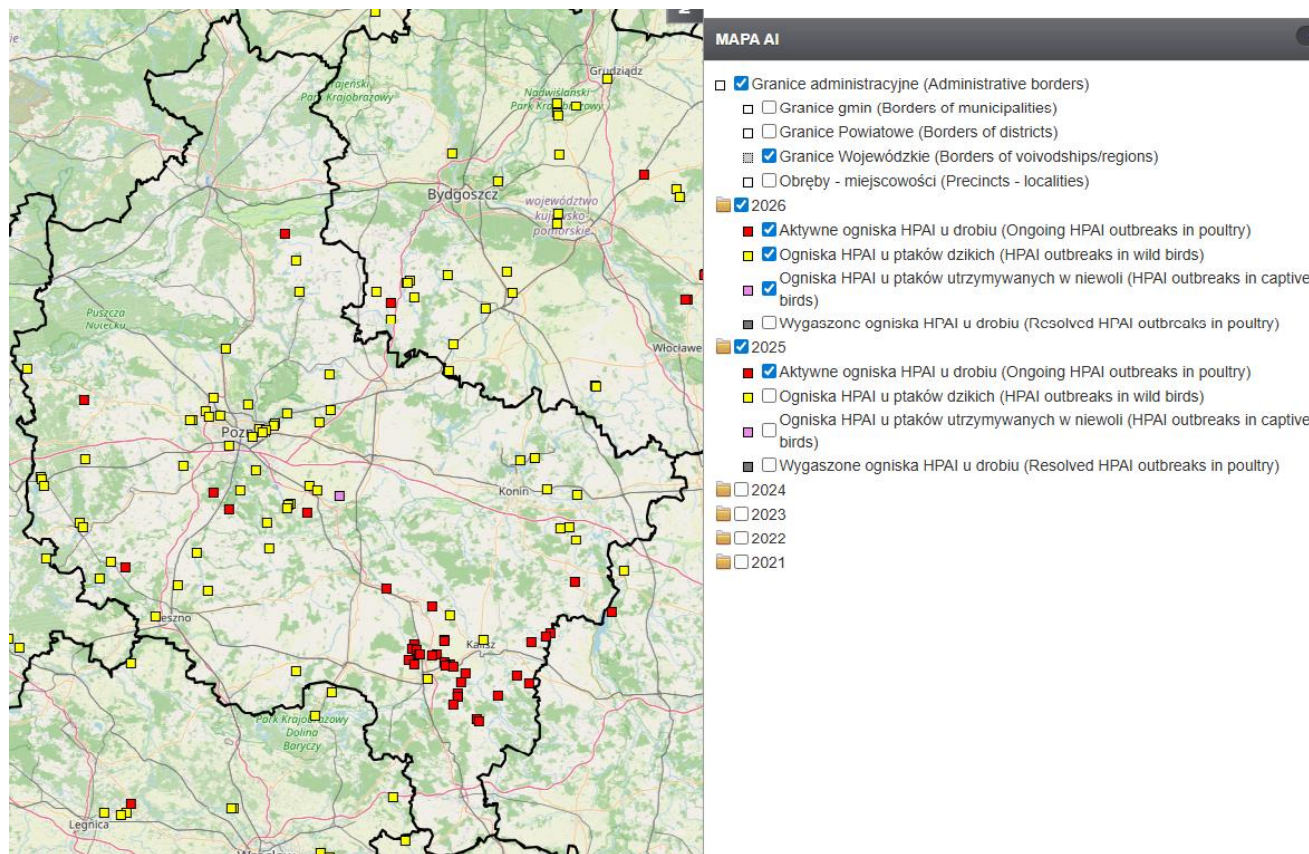 Grudziądz
Krajeński
Park Krajobrazowy
Nadwiślański
Park Krajobrazowy
Bydgoszcz
województwo
kujawsko
pomorskie
Puszcza
Notecka
Włocławe
Pozn
Konin
Leszno
Kalisz
Park Krajobrazowy
Dolina
Baryczy
Legnica
Wrocław
MAPA AI
Granice administracyjne (Administrative borders)
Granice gmin (Borders of municipalities)
Granice Powiatowe (Borders of districts)
Granice Wojewódzkie (Borders of voivodships/regions)
Obręby - miejscowości (Precincts - localities)
2026
Aktywne ogniska HPAI u drobiu (Ongoing HPAI outbreaks in poultry)
Ogniska HPAI u ptaków dzikich (HPAI outbreaks in wild birds)
Ogniska HPAI u ptaków utrzymywanych w niewoli (HPAI outbreaks in captive
birds)
Wygaszone ogniska HPAI u drobiu (Resolved HPAI outbreaks in poultry)
2025
Aktywne ogniska HPAI u drobiu (Ongoing HPAI outbreaks in poultry)
Ogniska HPAI u ptaków dzikich (HPAI outbreaks in wild birds)
Ogniska HPAI u ptaków utrzymywanych w niewoli (HPAI outbreaks in captive
birds)
Wygaszone ogniska HPAI u drobiu (Resolved HPAI outbreaks in poultry)
2024
2023
2022
2021